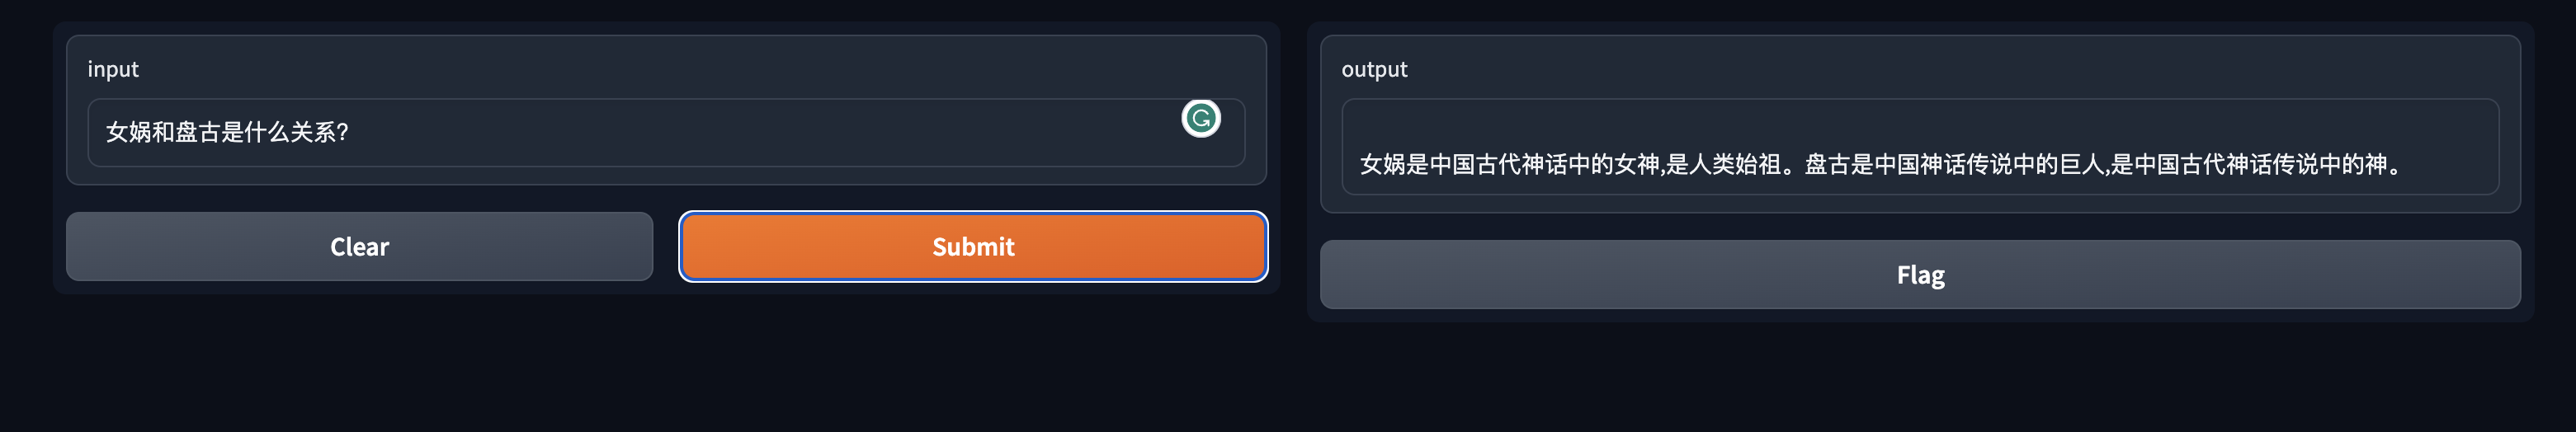 input
女娲和盘古是什么关系?
Clear
Submit
output
女娲是中国古代神话中的女神,是人类始祖。盘古是中国神话传说中的巨人,是中国古代神话传说中的神。
Flag